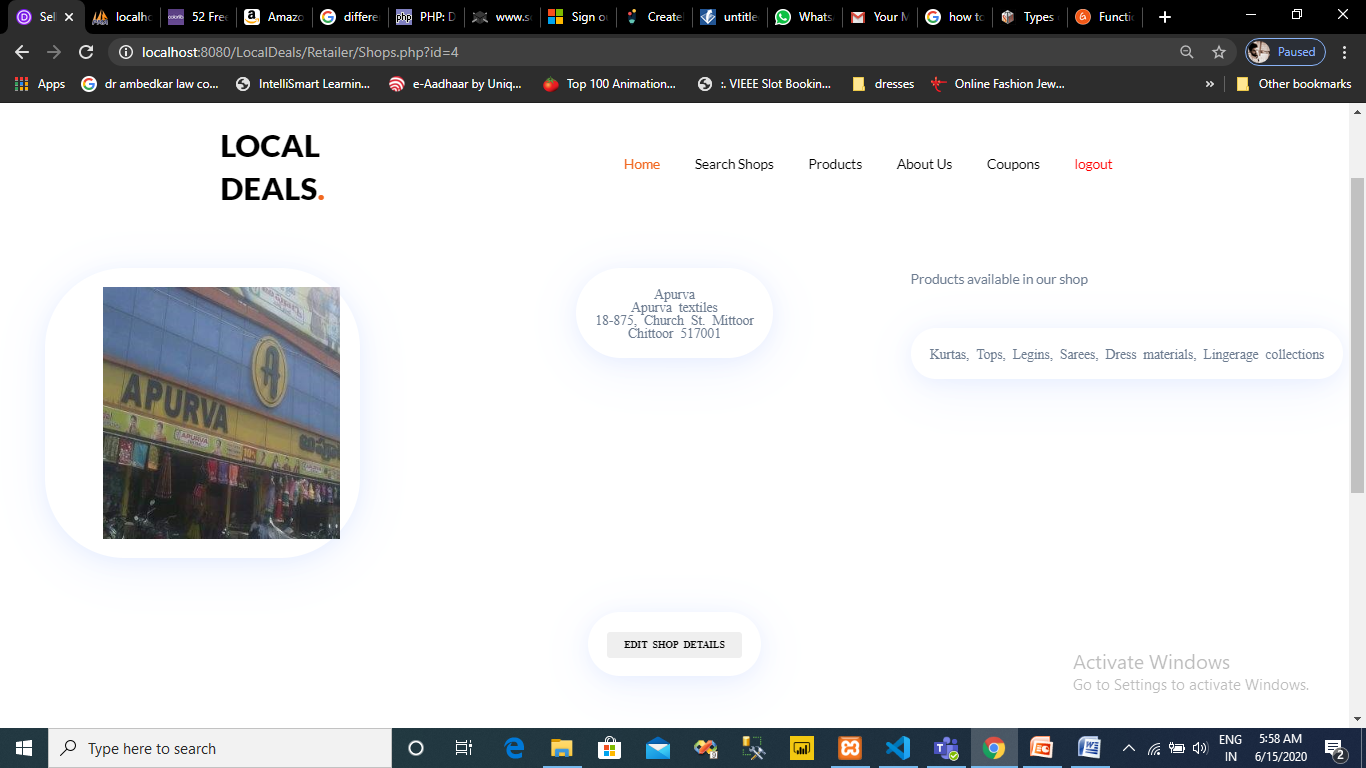 Sel
localho
52 Free
Amazo
differe
PHP: D
www.se
Sign o
Createl
untitle
Whats
Your M
how to
Types
Functi
localhost:8080/LocalDeals/Retailer/Shops.php?id=4
Paused
Apps
dr ambedkar law co...
IntelliSmart Learnin...
e-Aadhaar by Uniq...
Top 100 Animation...
:. VIEEE Slot Bookin...
dresses
Online Fashion Jew...
»
Other bookmarks
LOCAL
DEALS.
Home
Search Shops
Products
About Us
Coupons
logout
APURVA
Apurva
Apurva textiles
18-875, Church St. Mittoor
Chittoor 517001
Products available in our shop
Kurtas, Tops, Legins, Sarees, Dress materials, Lingerage collections
EDIT SHOP DETAILS
Activate Windows
Go to Settings to activate Windows.
Type here to search
ENG
IN
5:58 AM
6/15/2020
2